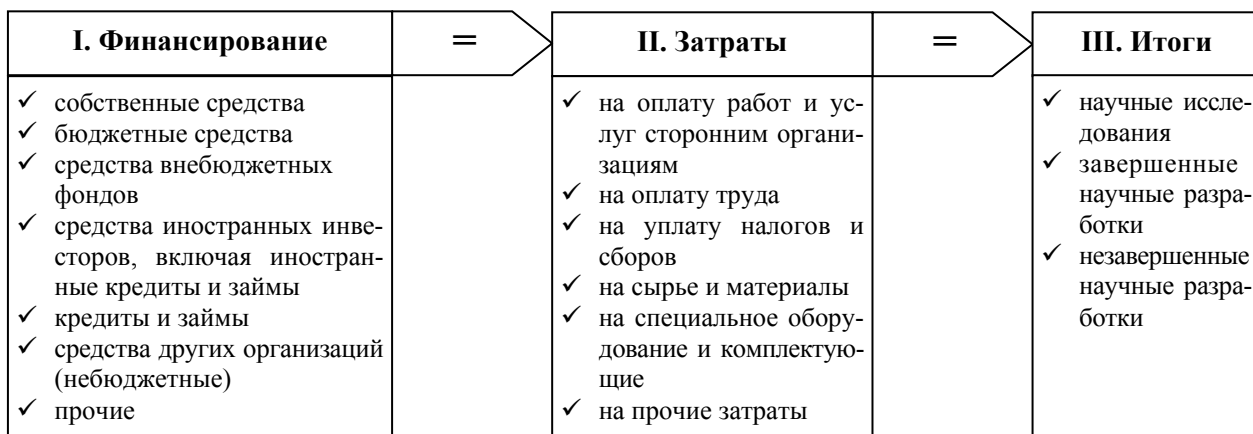 I. Финансирование
=
II. Затраты
=
III. Итоги
✓ собственные средства
✓ бюджетные средства
✓ средства внебюджетных
фондов
✓ средства иностранных инве-
сторов, включая иностран-
ные кредиты и займы
✓ кредиты и займы
✓ средства других организаций
(небюджетные)
✓ прочие
✓ на оплату работ и ус-
луг сторонним органи-
зациям
✓ на оплату труда
✓ на уплату налогов и
сборов
✓ на сырье и материалы
✓ на специальное обору-
дование и комплектую-
щие
✓ на прочие затраты
✓ научные иссле-
дования
✓ завершенные
научные разра-
ботки
✓ незавершенные
научные разра-
ботки